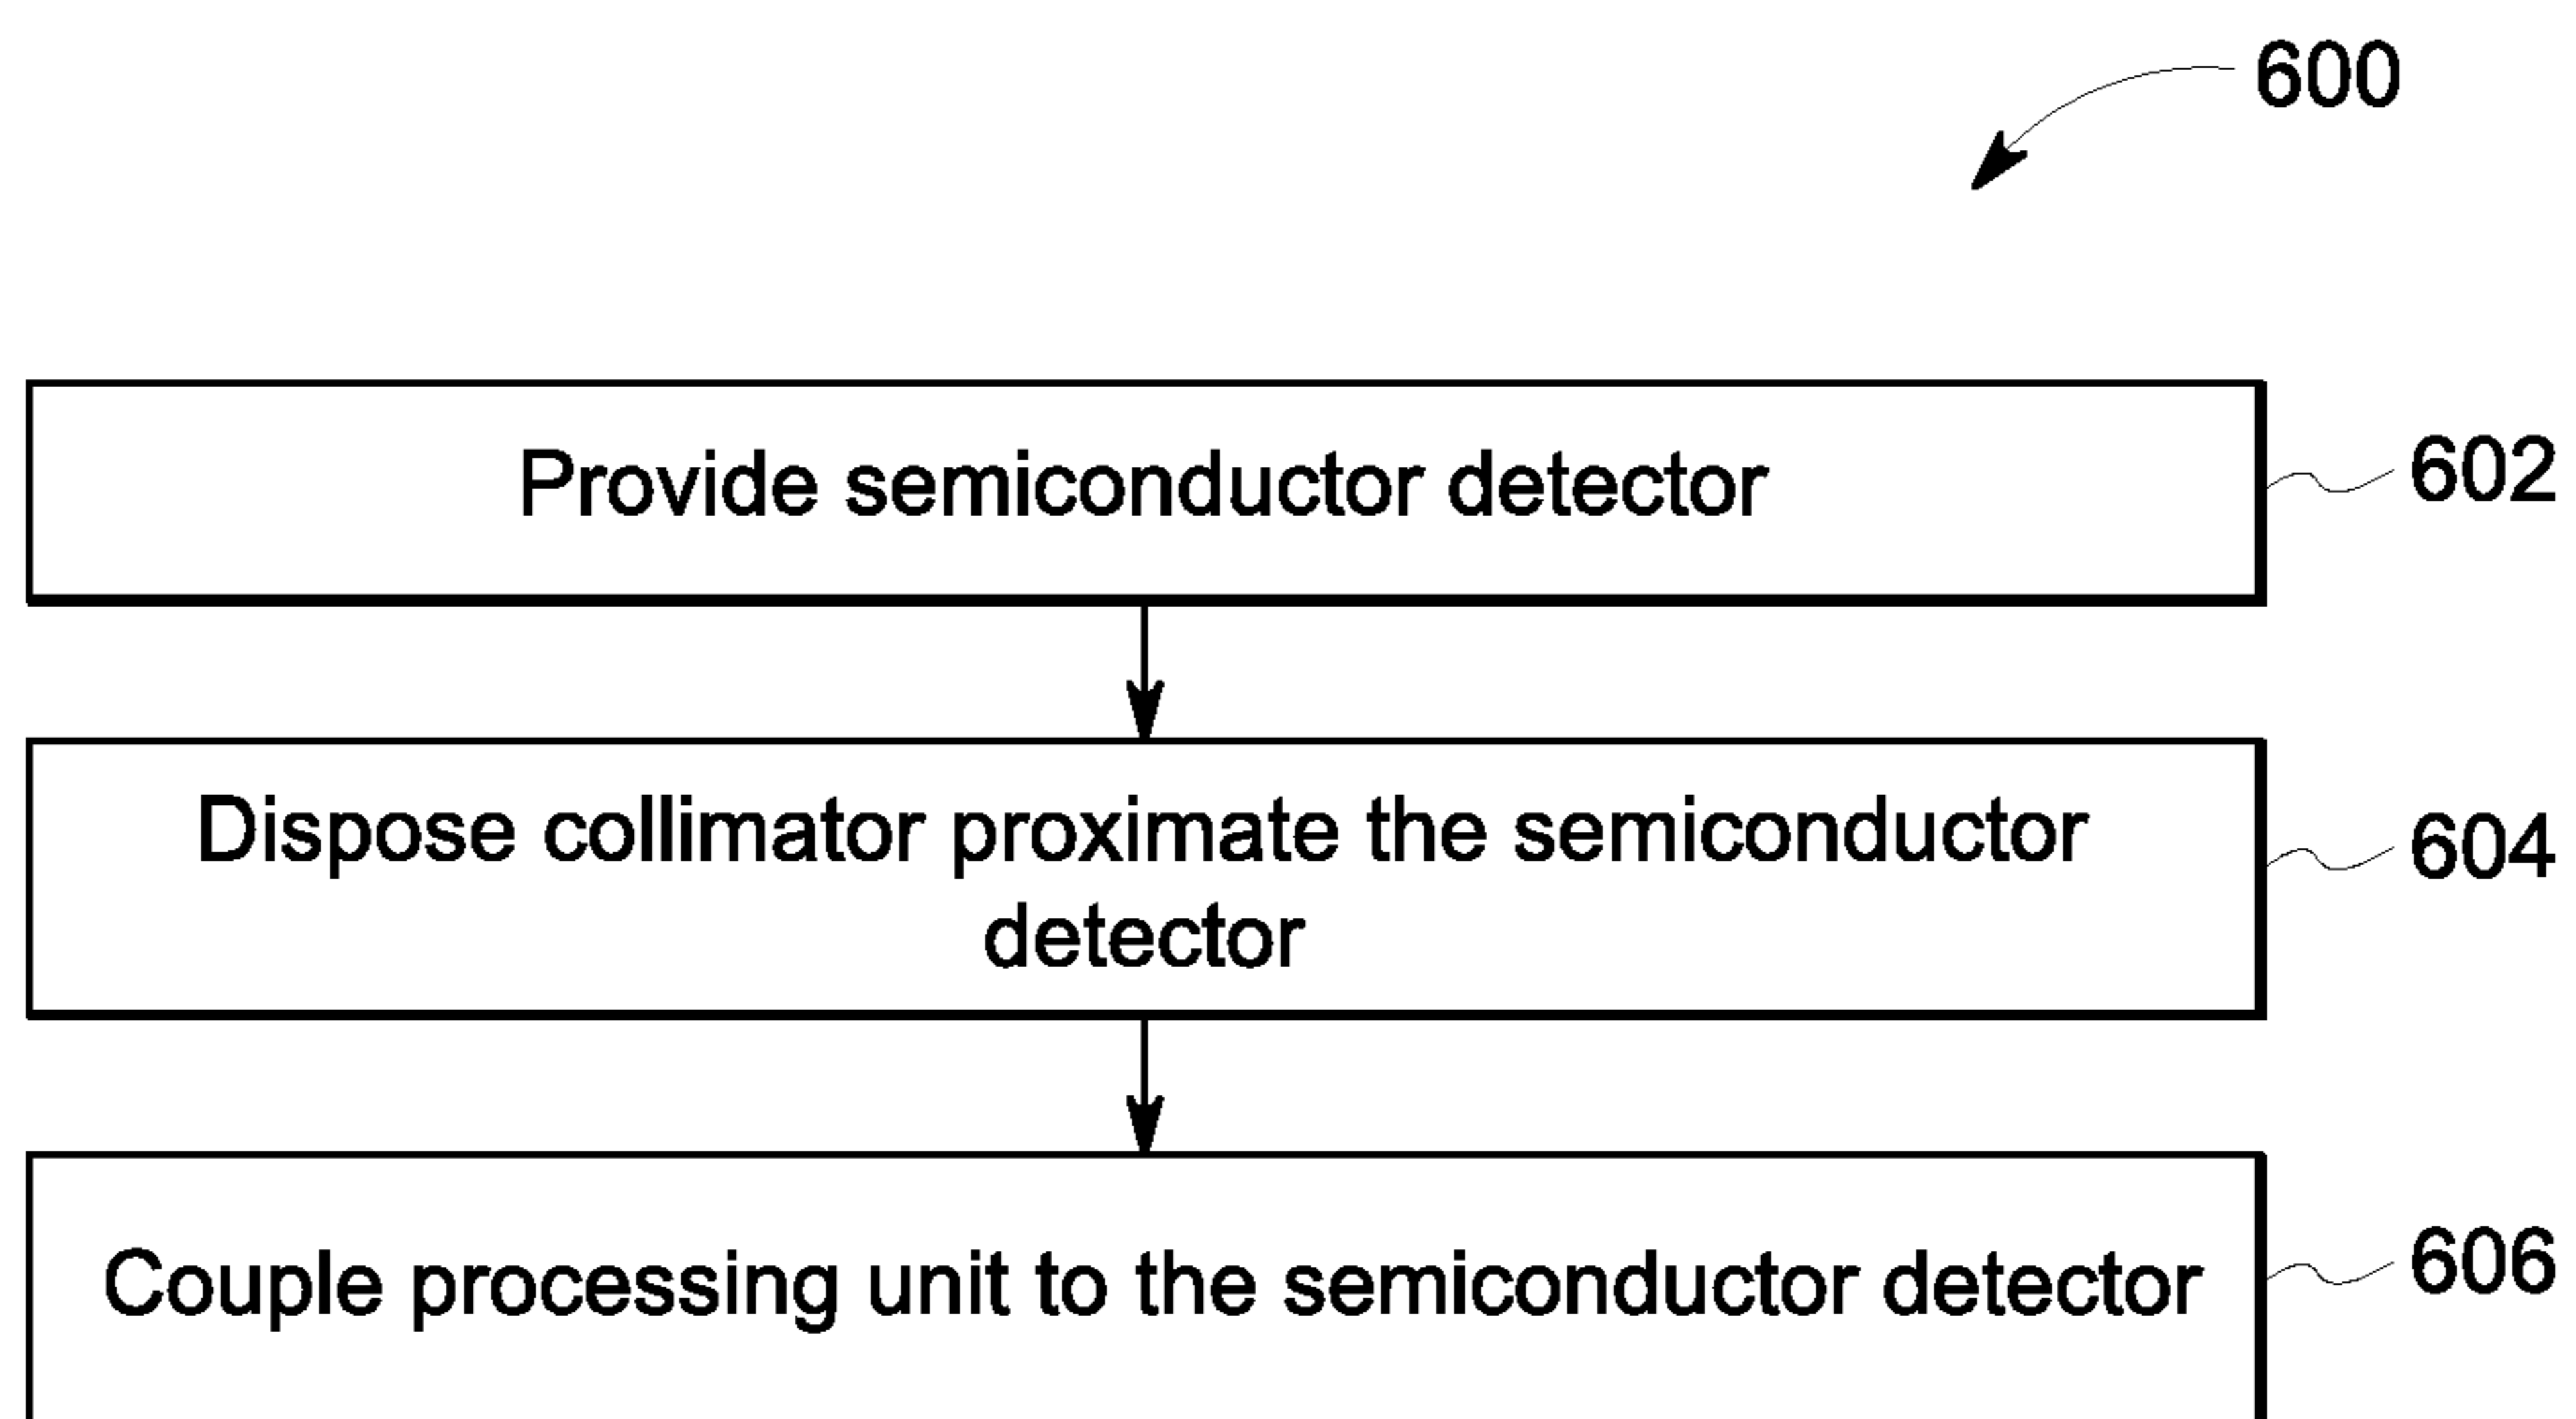 600
Provide semiconductor detector
602
Dispose collimator proximate the semiconductor
detector
604
Couple processing unit to the semiconductor detector
606